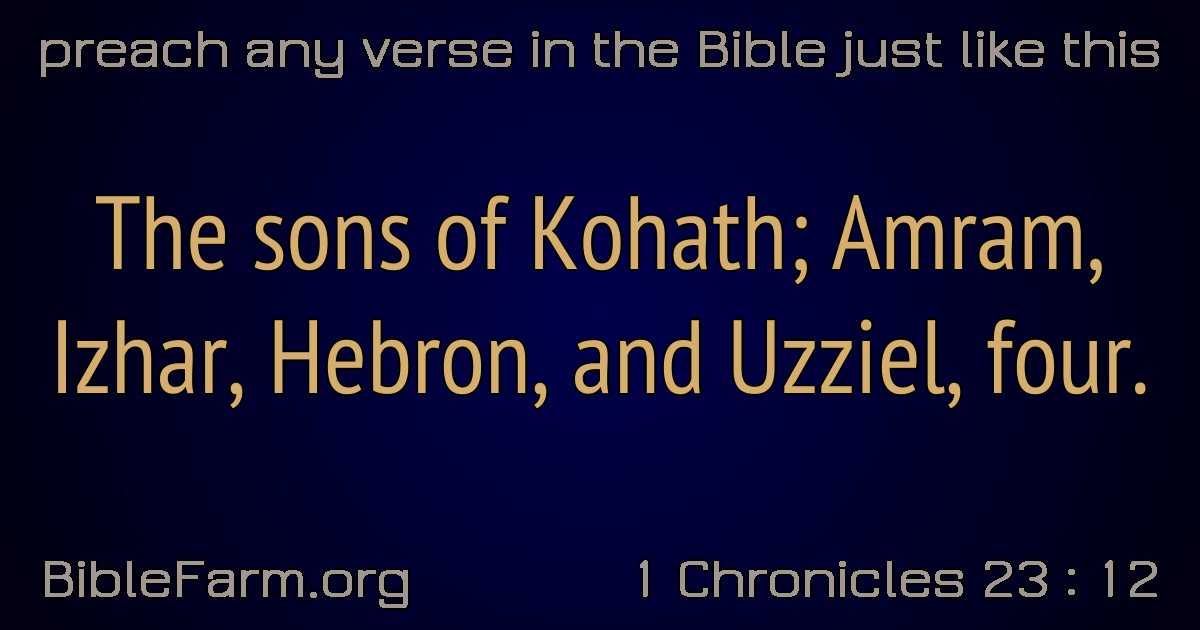 preach any verse in the Bible just like this
The sons of Kohath; Amram,
Izhar, Hebron, and Uzziel, four.
BibleFarm.org
1 Chronicles 23 : 12